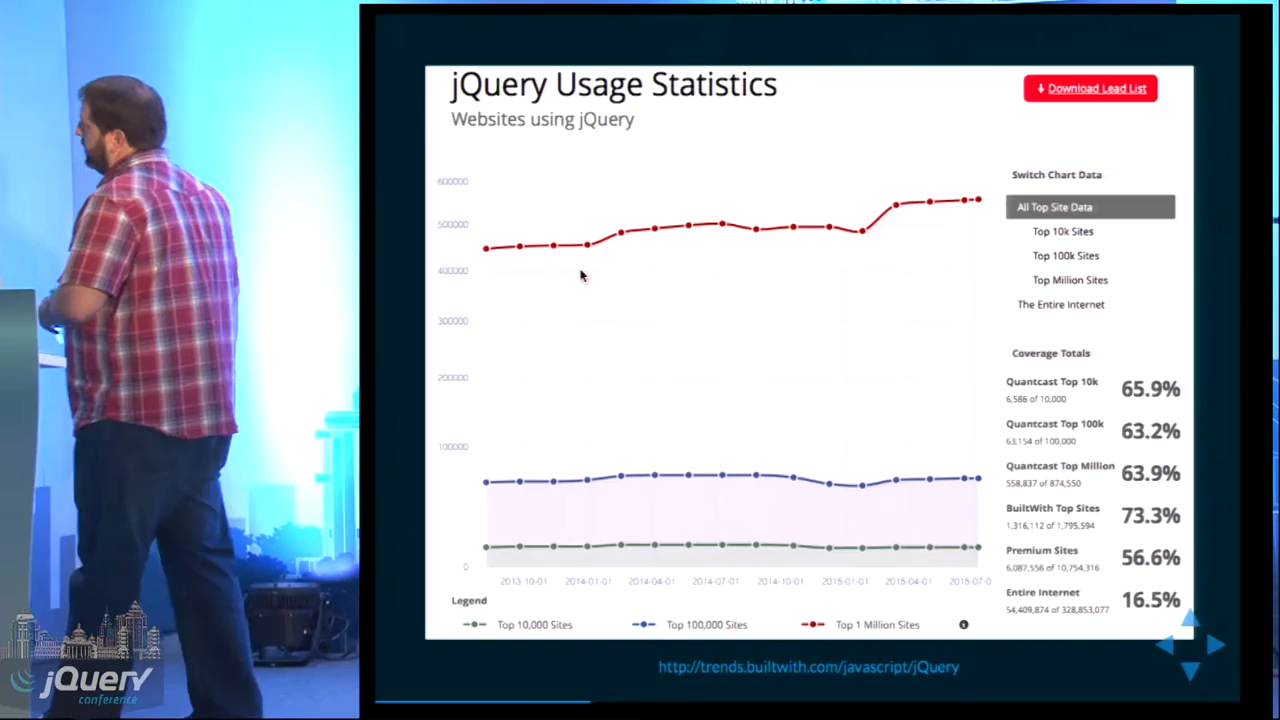 jQuery Usage Statistics
Websites using jQuery
Download Lead List
600000
500000
400000
300000
200000
100000
0
2013-10-01
2014-01-01
2014-04-01
2014-07-01
2014-10-01
2015-01-01
2015-04-01
2015-07-0
Legend
Top 10,000 Sites
Top 100,000 Sites
Top 1 Million Sites
Switch Chart Data
All Top Site Data
Top 10k Sites
Top 100k Sites
Top Million Sites
The Entire Internet
Coverage Totals
Quantcast Top 10k
65.9%
6,586 of 10,000
Quantcast Top 100k
63.2%
63,154 of 100,000
Quantcast Top Million
63.9%
558,837 of 874,550
BuiltWith Top Sites
73.3%
1,316,112 of 1,795,594
Premium Sites
56.6%
6,087,556 of 10,754,316
Entire Internet
16.5%
54,409,874 of 328,853,077
http://trends.builtwith.com/javascript/jQuery
jQuery
conference